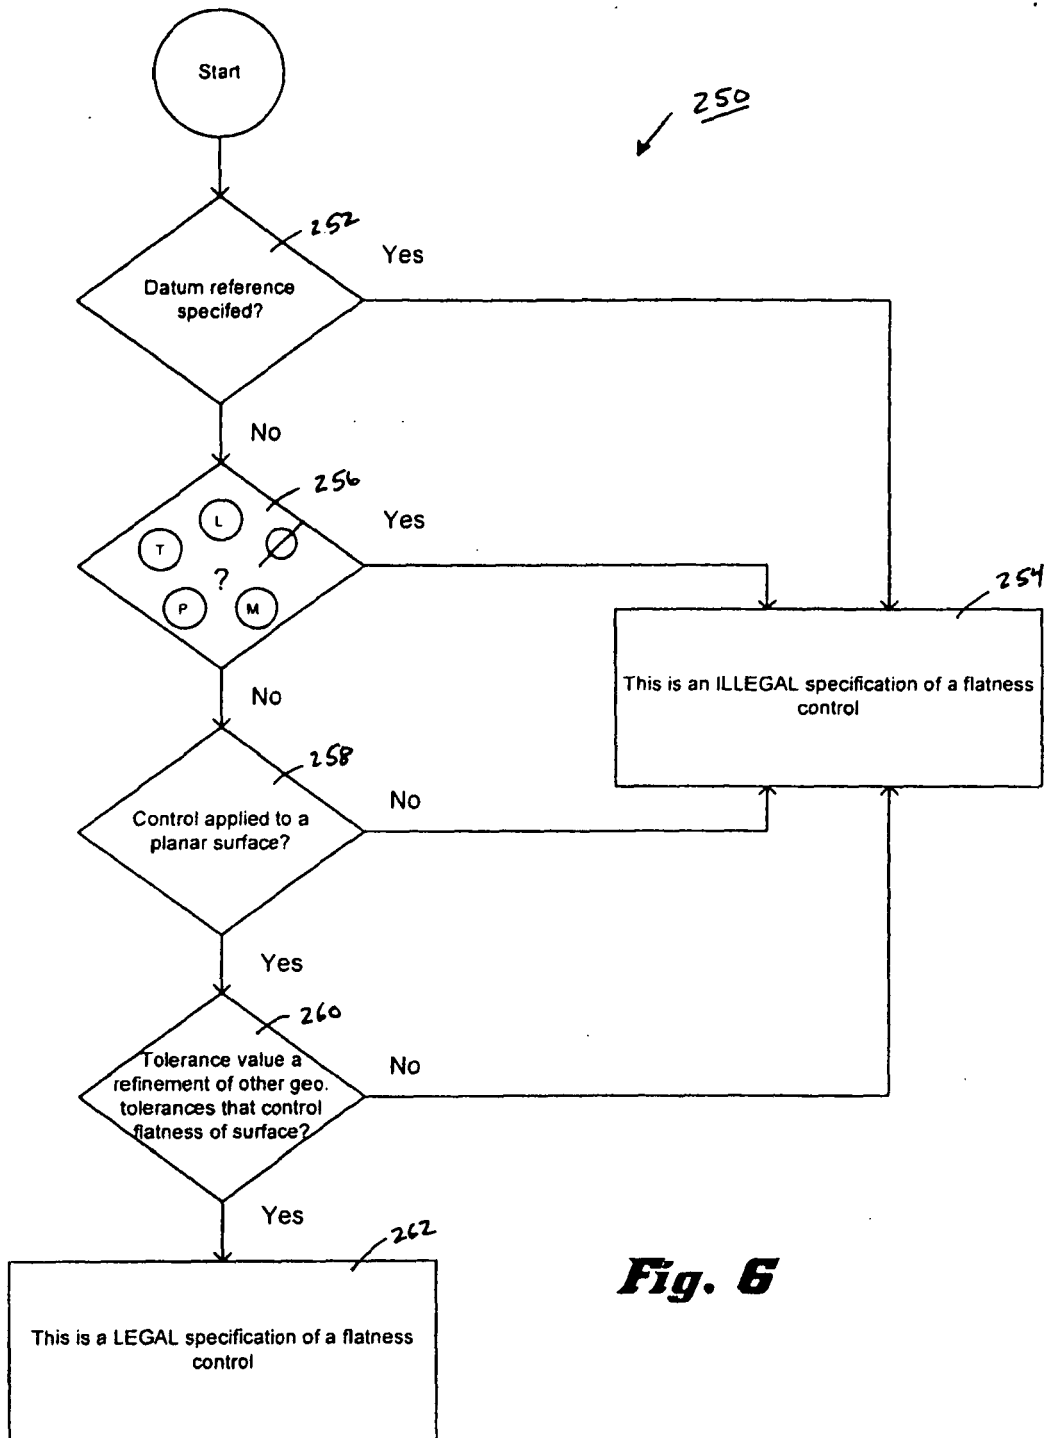 Start
250
252
Yes
Datum reference
specifed?
No
256
Yes
L
T
?
P
M
254
This is an ILLEGAL specification of a flatness
control
No
258
No
Control applied to a
planar surface?
Yes
260
No
Tolerance value a
refinement of other geo.
tolerances that control
flatness of surface?
Yes
262
This is a LEGAL specification of a flatness
control
Fig. 6